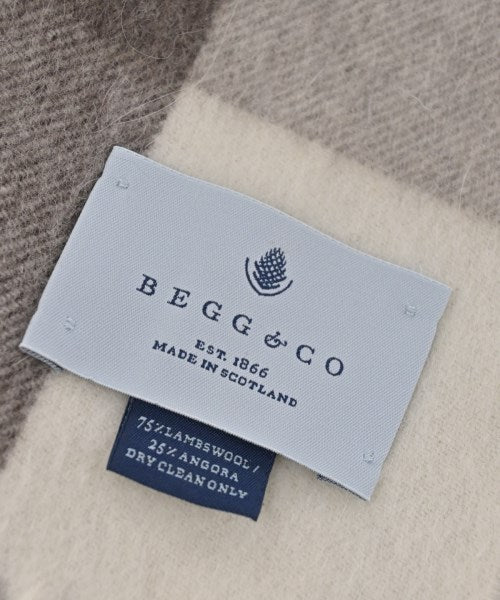 BEGG & CO
EST. 1866
MADE IN SCOTLAND
75% LAMBSWOOL /
25% ANGORA
DRY CLEAN ONLY